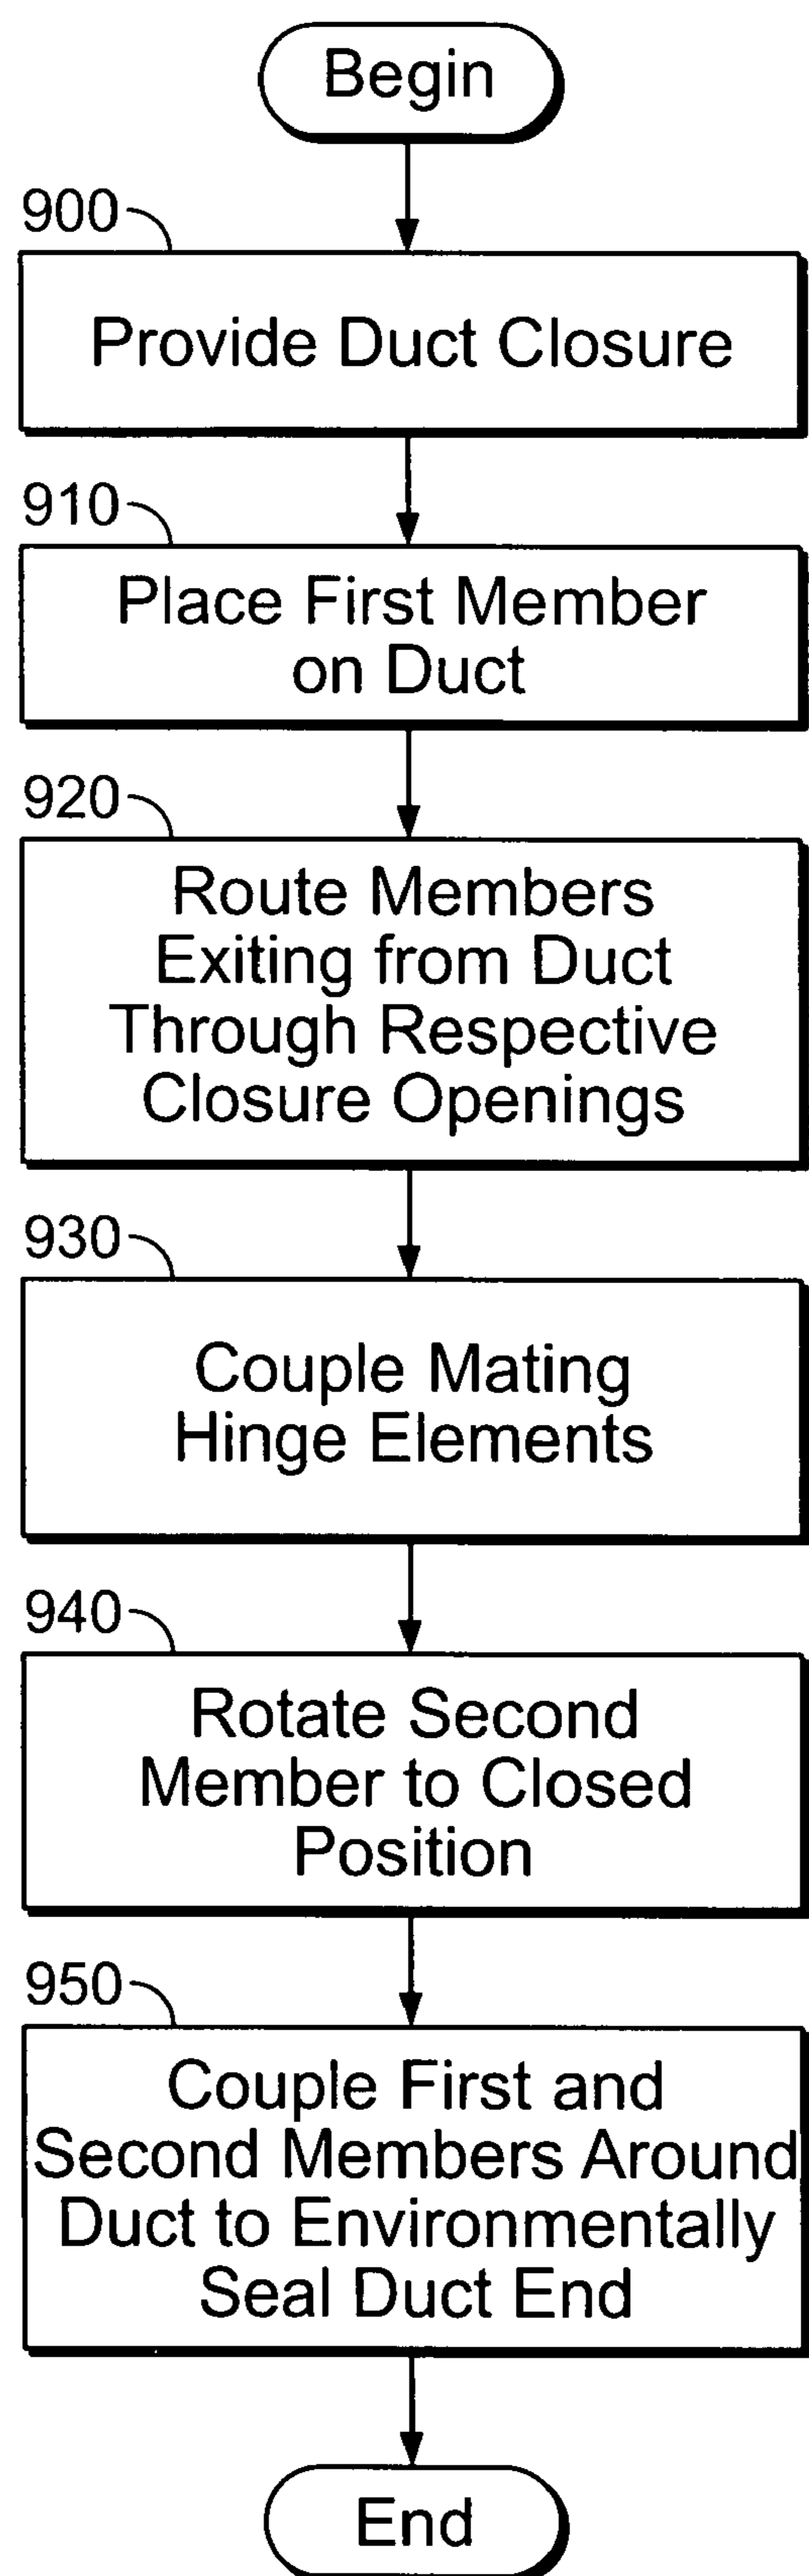 Begin
900
Provide Duct Closure
910
Place First Member
on Duct
920
Route Members
Exiting from Duct
Through Respective
Closure Openings
930
Couple Mating
Hinge Elements
940
Rotate Second
Member to Closed
Position
950
Couple First and
Second Members Around
Duct to Environmentally
Seal Duct End
End